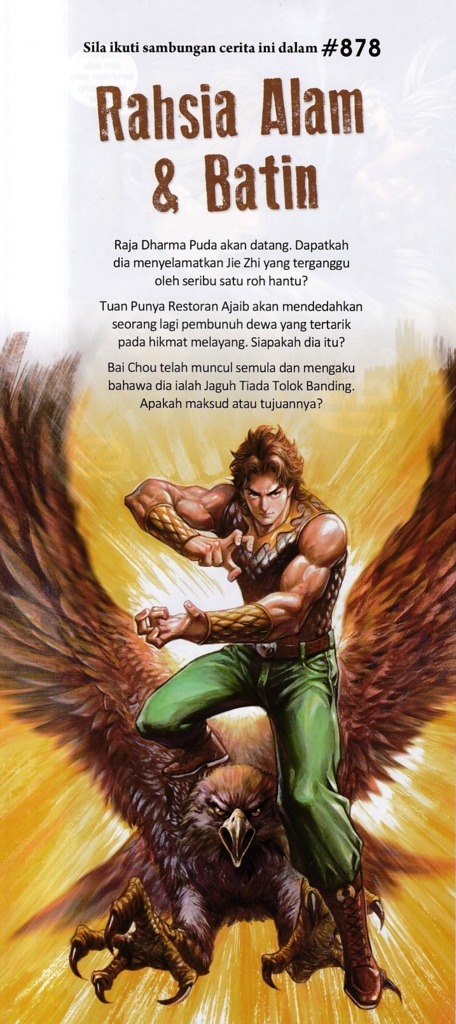 Sila ikuti sambungan cerita ini dalam #878
Rahsia Alam
& Batin
Raja Dharma Puda akan datang. Dapatkah
dia menyelamatkan Jie Zhi yang terganggu
oleh seribu satu roh hantu?
Tuan Punya Restoran Ajaib akan mendedahkan
seorang lagi pembunuh dewa yang tertarik
pada hikmat melayang. Siapakah dia itu?
Bai Chou telah muncul semula dan mengaku
bahawa dia ialah Jaguh Tiada Tolok Banding.
Apakah maksud atau tujuannya?